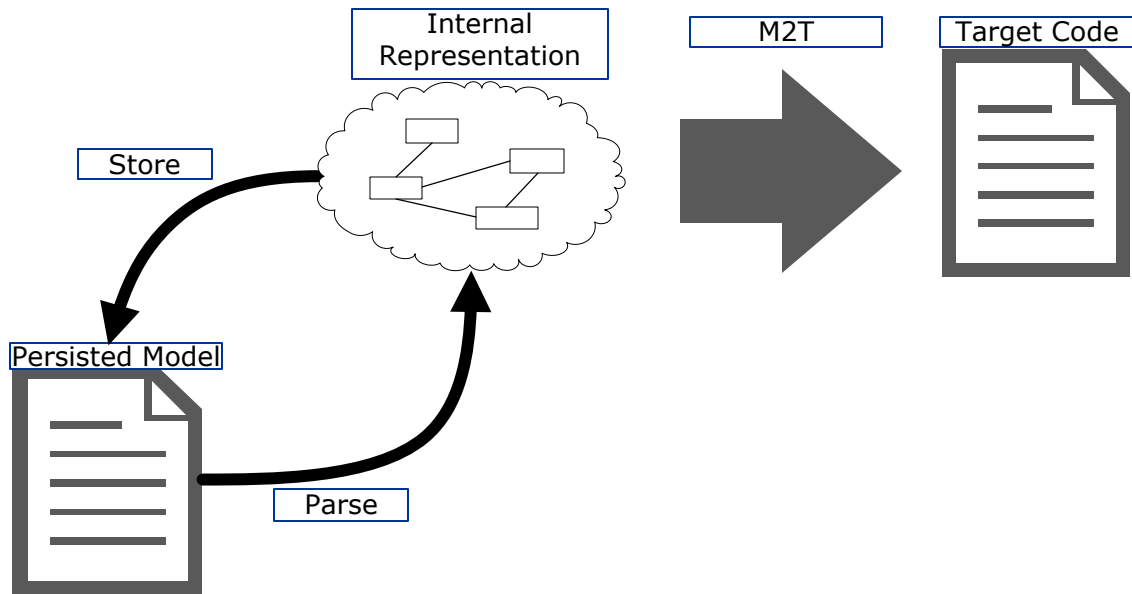 Internal
Representation
M2T
Target Code
Store
Persisted Model
Parse